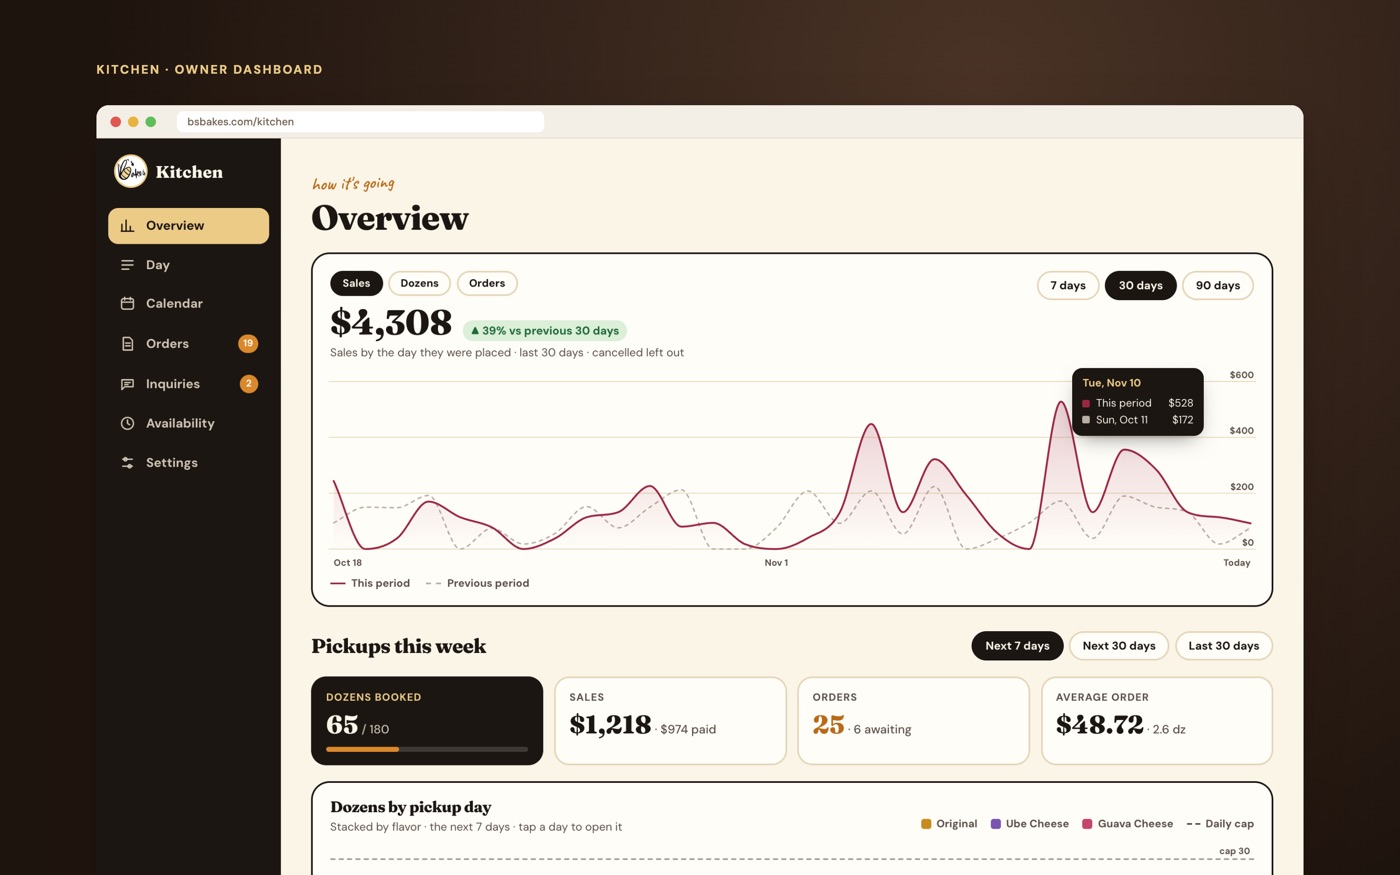 KITCHEN · OWNER DASHBOARD
bsbakes.com/kitchen
B's Bakes
Kitchen
Overview
Day
Calendar
Orders 19
Inquiries 2
Availability
Settings
how it's going
Overview
Sales Dozens Orders
7 days 30 days 90 days
$4,308 ▲ 39% vs previous 30 days
Sales by the day they were placed · last 30 days · cancelled left out
$600
Tue, Nov 10
This period $528
Sun, Oct 11 $172
$400
$200
$0
Oct 18 Nov 1 Today
This period Previous period
Pickups this week
Next 7 days Next 30 days Last 30 days
DOZENS BOOKED
65 / 180
SALES
$1,218 · $974 paid
ORDERS
25 · 6 awaiting
AVERAGE ORDER
$48.72 · 2.6 dz
Dozens by pickup day
Stacked by flavor · the next 7 days · tap a day to open it
Original Ube Cheese Guava Cheese Daily cap
cap 30